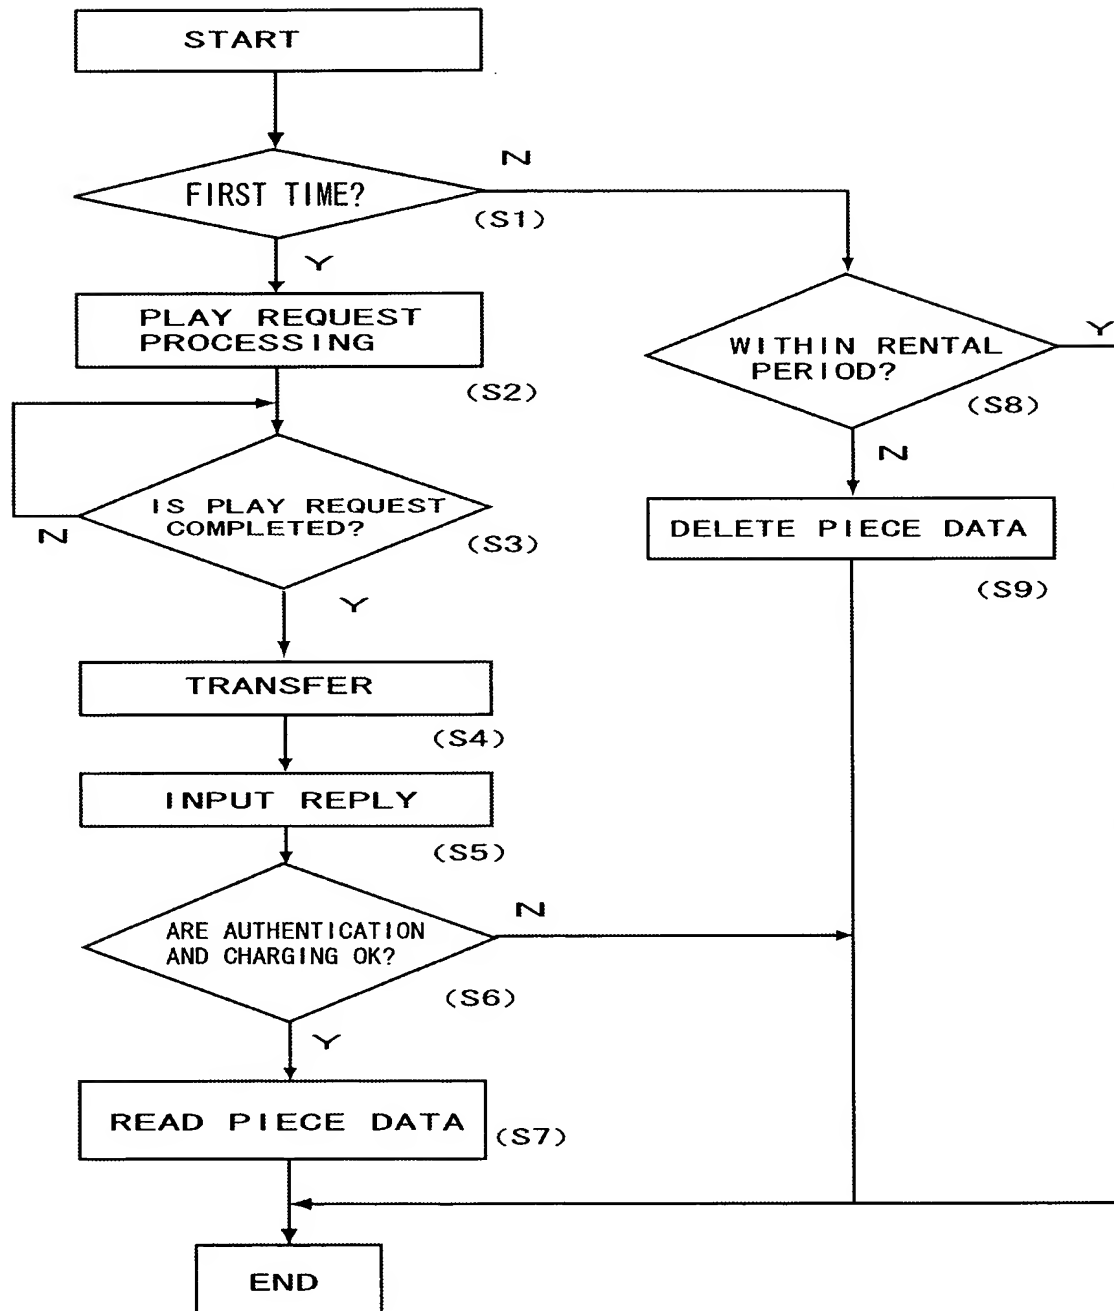 START
FIRST TIME?
N
(S1)
Y
PLAY REQUEST
PROCESSING
(S2)
IS PLAY REQUEST
COMPLETED?
N
(S3)
Y
TRANSFER
(S4)
INPUT REPLY
(S5)
ARE AUTHENTICATION
AND CHARGING OK?
N
(S6)
Y
READ PIECE DATA
(S7)
END
WITHIN RENTAL
PERIOD?
Y
(S8)
N
DELETE PIECE DATA
(S9)